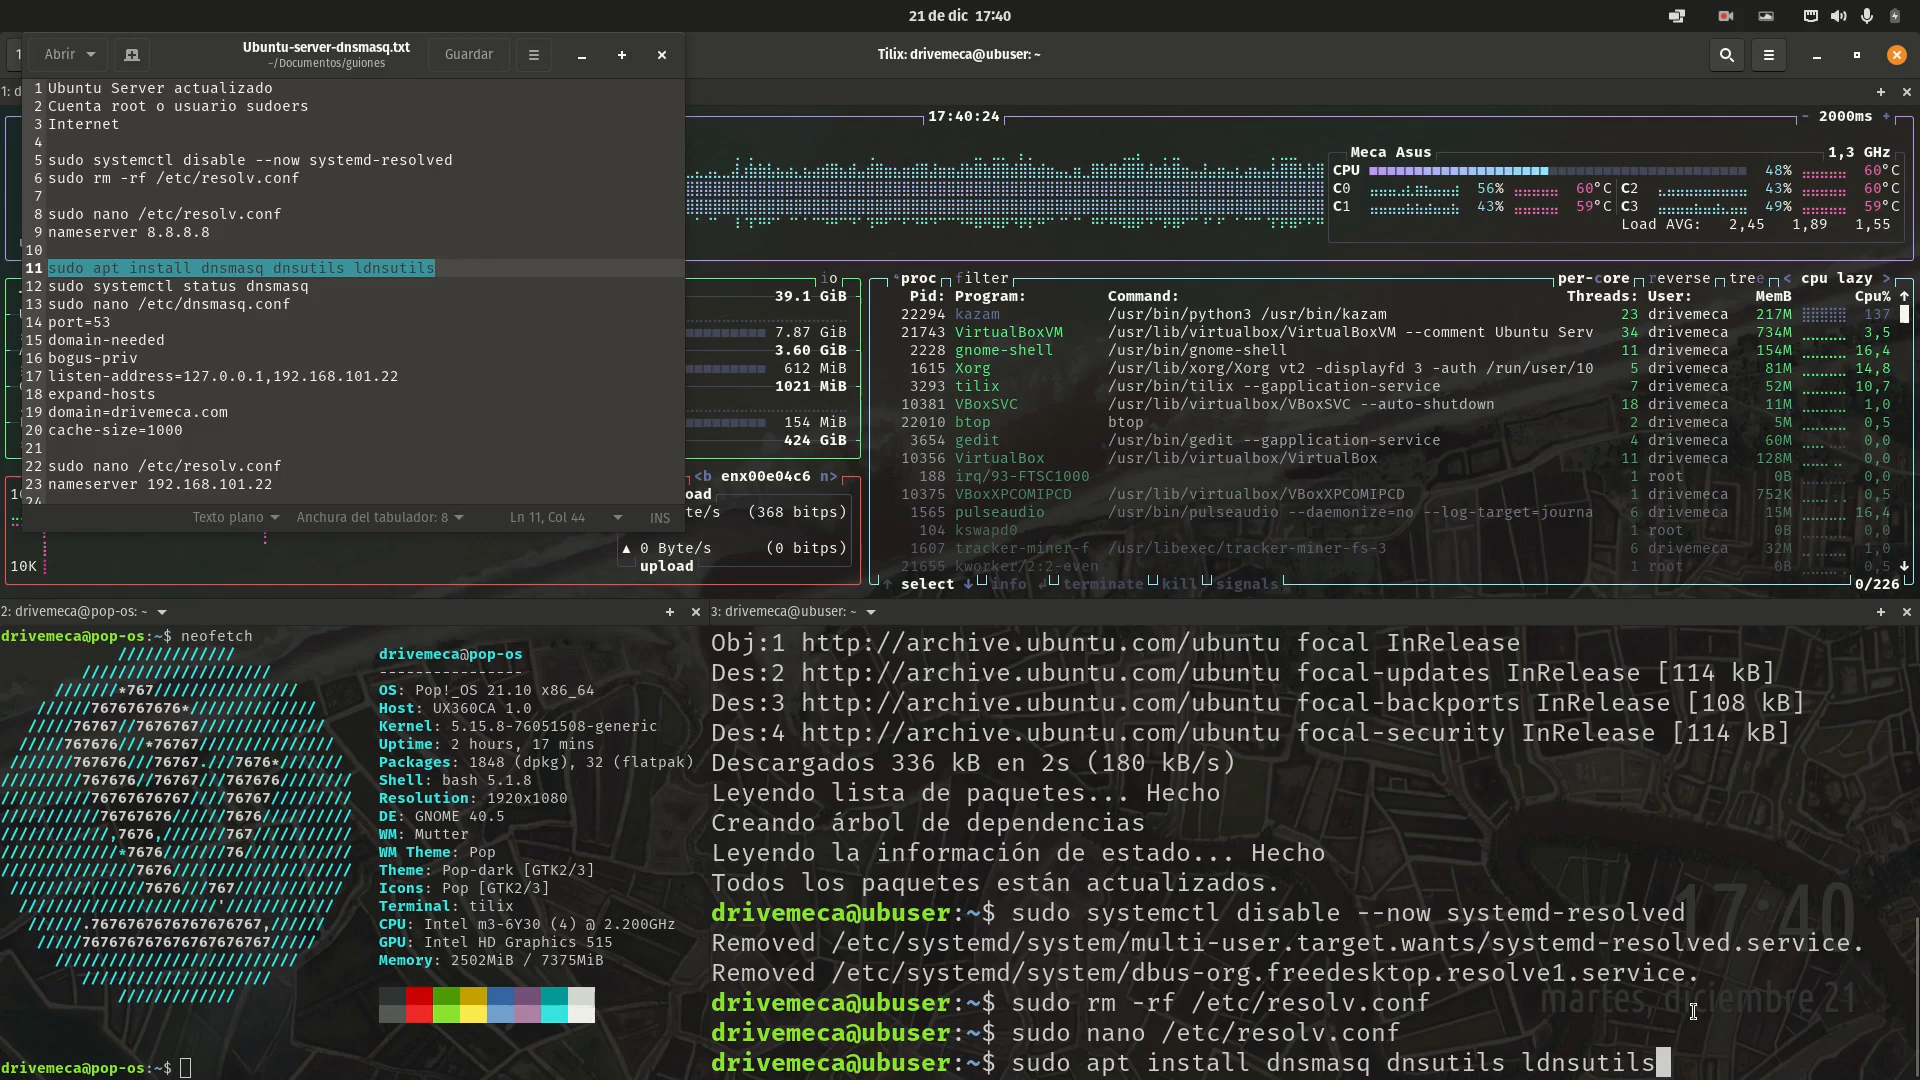 21 de dic 17:40
Abrir
Ubuntu-server-dnsmasq.txt
~/Documentos/guiones
Guardar
Tilix: drivemeca@ubuser: ~
1 Ubuntu Server actualizado
2 Cuenta root o usuario sudoers
3 Internet
4
5 sudo systemctl disable --now systemd-resolved
6 sudo rm -rf /etc/resolv.conf
7
8 sudo nano /etc/resolv.conf
9 nameserver 8.8.8.8
10
11 sudo apt install dnsmasq dnsutils ldnsutils
12 sudo systemctl status dnsmasq
13 sudo nano /etc/dnsmasq.conf
14 port=53
15 domain-needed
16 bogus-priv
17 listen-address=127.0.0.1,192.168.101.22
18 expand-hosts
19 domain=drivemeca.com
20 cache-size=1000
21
22 sudo nano /etc/resolv.conf
23 nameserver 192.168.101.22
24
Texto plano Anchura del tabulador: 8 Ln 11, Col 44 INS
17:40:24
- 2000ms +
Meca Asus 1,3 GHz
CPU 48% 60°C
C0 56% 60°C C2 43% 60°C
C1 43% 59°C C3 49% 59°C
Load AVG: 2,45 1,89 1,55
io
39.1 GiB
7.87 GiB
3.60 GiB
612 MiB
1021 MiB
154 MiB
424 GiB
<b enx00e04c6 n>
oad
te/s (368 bitps)
▲ 0 Byte/s (0 bitps)
upload
10K
proc filter per-core reverse tree < cpu lazy >
Pid: Program: Command: Threads: User: MemB Cpu%
22294 kazam /usr/bin/python3 /usr/bin/kazam 23 drivemeca 217M 137
21743 VirtualBoxVM /usr/lib/virtualbox/VirtualBoxVM --comment Ubuntu Serv 34 drivemeca 734M 3,5
2228 gnome-shell /usr/bin/gnome-shell 11 drivemeca 154M 16,4
1615 Xorg /usr/lib/xorg/Xorg vt2 -displayfd 3 -auth /run/user/10 5 drivemeca 81M 14,8
3293 tilix /usr/bin/tilix --gapplication-service 7 drivemeca 52M 10,7
10381 VBoxSVC /usr/lib/virtualbox/VBoxSVC --auto-shutdown 18 drivemeca 11M 1,0
22010 btop btop 2 drivemeca 5M 0,5
3654 gedit /usr/bin/gedit --gapplication-service 4 drivemeca 60M 0,0
10356 VirtualBox /usr/lib/virtualbox/VirtualBox 11 drivemeca 128M 0,0
188 irq/93-FTSC1000 1 root 0B 0,0
10375 VBoxXPCOMIPCD /usr/lib/virtualbox/VBoxXPCOMIPCD 1 drivemeca 752K 0,5
1565 pulseaudio /usr/bin/pulseaudio --daemonize=no --log-target=journa 6 drivemeca 15M 16,4
104 kswapd0 1 root 0B 0,0
1607 tracker-miner-f /usr/libexec/tracker-miner-fs-3 6 drivemeca 32M 1,0
21655 kworker/2:2-even 1 root 0B 0,5
↑ select ↓ info ↲ terminate kill signals 0/226
2: drivemeca@pop-os: ~
drivemeca@pop-os:~$ neofetch
drivemeca@pop-os
----------------
OS: Pop!_OS 21.10 x86_64
Host: UX360CA 1.0
Kernel: 5.15.8-76051508-generic
Uptime: 2 hours, 17 mins
Packages: 1848 (dpkg), 32 (flatpak)
Shell: bash 5.1.8
Resolution: 1920x1080
DE: GNOME 40.5
WM: Mutter
WM Theme: Pop
Theme: Pop-dark [GTK2/3]
Icons: Pop [GTK2/3]
Terminal: tilix
CPU: Intel m3-6Y30 (4) @ 2.200GHz
GPU: Intel HD Graphics 515
Memory: 2502MiB / 7375MiB
drivemeca@pop-os:~$
3: drivemeca@ubuser: ~
Obj:1 http://archive.ubuntu.com/ubuntu focal InRelease
Des:2 http://archive.ubuntu.com/ubuntu focal-updates InRelease [114 kB]
Des:3 http://archive.ubuntu.com/ubuntu focal-backports InRelease [108 kB]
Des:4 http://archive.ubuntu.com/ubuntu focal-security InRelease [114 kB]
Descargados 336 kB en 2s (180 kB/s)
Leyendo lista de paquetes... Hecho
Creando árbol de dependencias
Leyendo la información de estado... Hecho
Todos los paquetes están actualizados.
drivemeca@ubuser:~$ sudo systemctl disable --now systemd-resolved
Removed /etc/systemd/system/multi-user.target.wants/systemd-resolved.service.
Removed /etc/systemd/system/dbus-org.freedesktop.resolve1.service.
drivemeca@ubuser:~$ sudo rm -rf /etc/resolv.conf
drivemeca@ubuser:~$ sudo nano /etc/resolv.conf
drivemeca@ubuser:~$ sudo apt install dnsmasq dnsutils ldnsutils
17:40
martes, diciembre 21